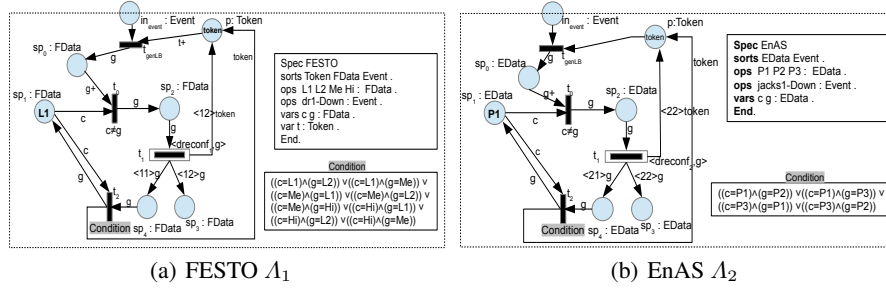 in_event : Event
p: Token
token
t+
t_genLB
sp_0 : FData
g
token
g+
t_0
sp_2 : FData
sp_1 : FData
L1
g
c
c≠g
g
<12>token
<dreconf_1,g>
t_1
c
g
<11>g
<12>g
t_2
g
Condition
sp_4 : FData
sp_3 : FData
Spec FESTO
sorts Token FData Event .
ops L1 L2 Me Hi : FData .
ops dr1-Down : Event .
vars c g : FData .
var t : Token .
End.
Condition
((c=L1)∧(g=L2)) ∨((c=L1)∧(g=Me)) ∨
((c=Me)∧(g=L1)) ∨((c=Me)∧(g=L2)) ∨
((c=Me)∧(g=Hi)) ∨((c=Hi)∧(g=L1)) ∨
((c=Hi)∧(g=L2)) ∨((c=Hi)∧(g=Me))
(a) FESTO Λ1
in_event : Event
p:Token
token
t_genLB
sp_0 : EData
g
token
g+
t_0
sp_2 : EData
sp_1 : EData
P1
g
c
c≠g
g
<22>token
<dreconf_2,g>
t_1
c
g
<21>g
<22>g
t_2
g
Condition
sp_4 : EData
sp_3 : EData
Spec EnAS
sorts EData Event .
ops P1 P2 P3 : EData .
ops jacks1-Down : Event .
vars c g : EData .
End.
Condition
((c=P1)∧(g=P2)) ∨((c=P1)∧(g=P3)) ∨
((c=P3)∧(g=P1)) ∨((c=P3)∧(g=P2))
(b) EnAS Λ2